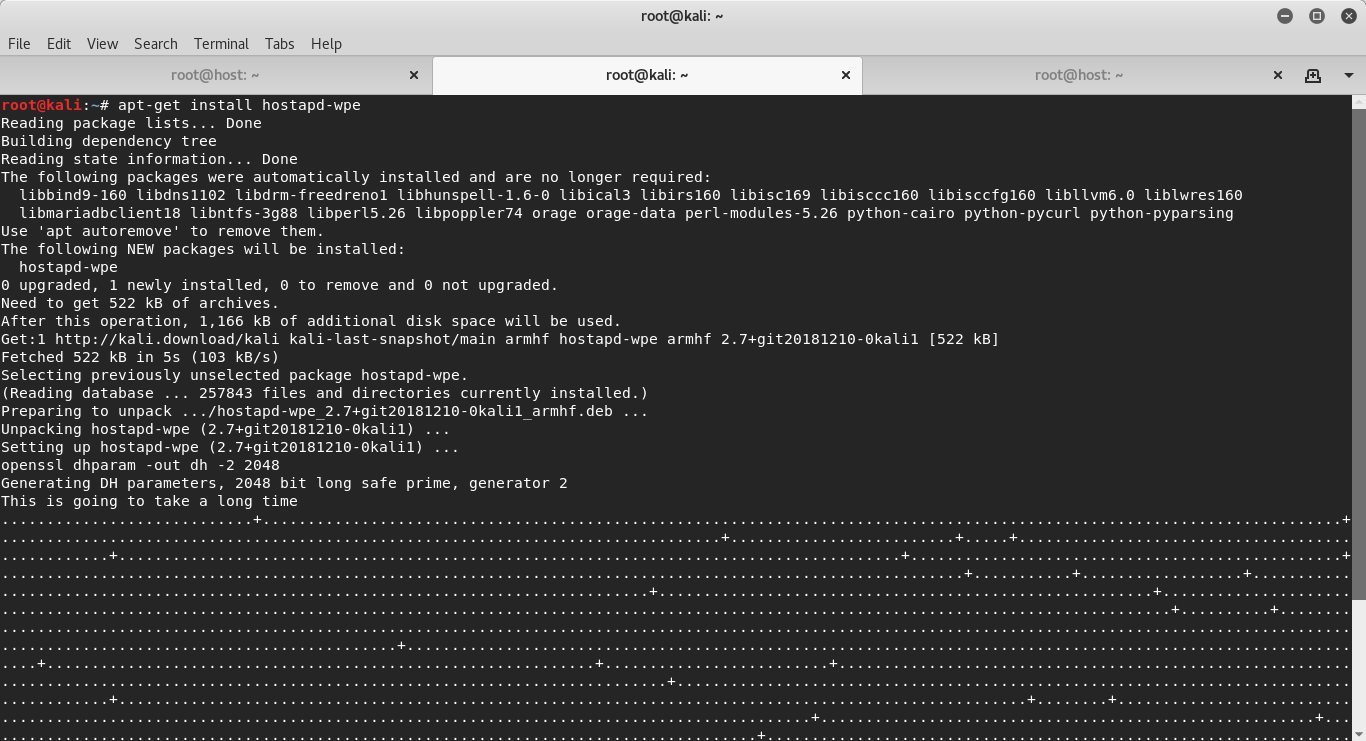 root@kali: ~
File Edit View Search Terminal Tabs Help
root@host: ~ root@kali: ~ root@host: ~
root@kali:~# apt-get install hostapd-wpe
Reading package lists... Done
Building dependency tree
Reading state information... Done
The following packages were automatically installed and are no longer required:
  libbind9-160 libdns1102 libdrm-freedreno1 libhunspell-1.6-0 libical3 libirs160 libisc169 libisccc160 libisccfg160 libllvm6.0 liblwres160
  libmariadbclient18 libntfs-3g88 libperl5.26 libpoppler74 orage orage-data perl-modules-5.26 python-cairo python-pycurl python-pyparsing
Use 'apt autoremove' to remove them.
The following NEW packages will be installed:
  hostapd-wpe
0 upgraded, 1 newly installed, 0 to remove and 0 not upgraded.
Need to get 522 kB of archives.
After this operation, 1,166 kB of additional disk space will be used.
Get:1 http://kali.download/kali kali-last-snapshot/main armhf hostapd-wpe armhf 2.7+git20181210-0kali1 [522 kB]
Fetched 522 kB in 5s (103 kB/s)
Selecting previously unselected package hostapd-wpe.
(Reading database ... 257843 files and directories currently installed.)
Preparing to unpack .../hostapd-wpe_2.7+git20181210-0kali1_armhf.deb ...
Unpacking hostapd-wpe (2.7+git20181210-0kali1) ...
Setting up hostapd-wpe (2.7+git20181210-0kali1) ...
openssl dhparam -out dh -2 2048
Generating DH parameters, 2048 bit long safe prime, generator 2
This is going to take a long time